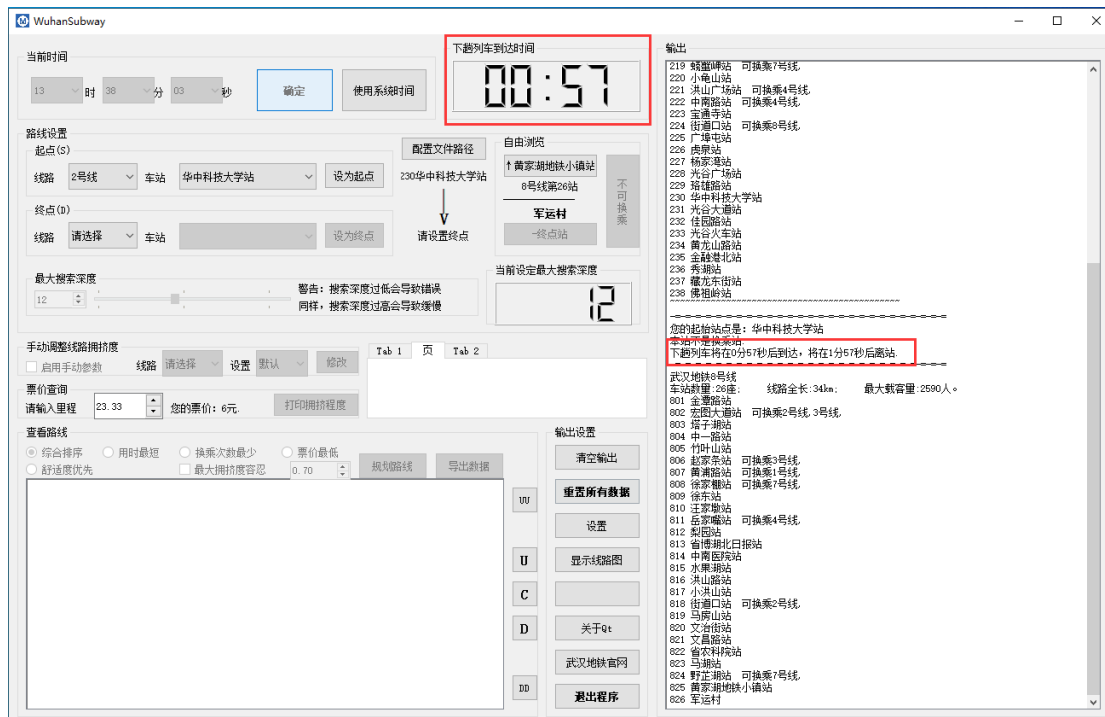 WuhanSubway
当前时间
13 时 38 分 03 秒 确定 使用系统时间
下趟列车到达时间
00:57
路线设置
起点(S)
线路 2号线 车站 华中科技大学站 设为起点
终点(D)
线路 请选择 车站 设为终点
配置文件路径
230华中科技大学站
请设置终点
自由浏览
↑黄家湖地铁小镇站
8号线第26站
军运村
-终点站
不可换乘
最大搜索深度
12
警告: 搜索深度过低会导致错误
同样, 搜索深度过高会导致缓慢
当前设定最大搜索深度
12
手动调整线路拥挤度
启用手动参数 线路 请选择 设置 默认 修改
Tab 1 页 Tab 2
票价查询
请输入里程 23.33 您的票价: 6元. 打印拥挤程度
查看路线
综合排序 用时最短 换乘次数最少 票价最低
舒适度优先 最大拥挤度容忍 0.70 规划路线 导出数据
UU
U
C
D
DD
输出设置
清空输出
重置所有数据
设置
显示线路图
关于Qt
武汉地铁官网
退出程序
输出
219 螃蟹岬站 可换乘7号线,
220 小龟山站
221 洪山广场站 可换乘4号线,
222 中南路站 可换乘4号线,
223 宝通寺站
224 街道口站 可换乘8号线,
225 广埠屯站
226 虎泉站
227 杨家湾站
228 光谷广场站
229 珞雄路站
230 华中科技大学站
231 光谷大道站
232 佳园路站
233 光谷火车站
234 黄龙山路站
235 金融港北站
236 秀湖站
237 藏龙东街站
238 佛祖岭站
~~~~~~~~~~~~~~~~~~~~~~~~~~~~~~~~~~~~~~~~~~~~
-=-=-=-=-=-=-=-=-=-=-=-=-=-=-=-=-=-=
您的起始站点是: 华中科技大学站
本站不是换乘站.
下趟列车将在0分57秒后到达, 将在1分57秒后离站.
-=-=-=-=-=-=-=-=-=-=-=-=-=-=-=-=-=-=
武汉地铁8号线
车站数量:26座; 线路全长:34km; 最大载客量:2590人。
801 金潭路站
802 宏图大道站 可换乘2号线,3号线,
803 塔子湖站
804 中一路站
805 竹叶山站
806 赵家条站 可换乘3号线,
807 黄浦路站 可换乘1号线,
808 徐家棚站 可换乘7号线,
809 徐东站
810 汪家墩站
811 岳家嘴站 可换乘4号线,
812 梨园站
813 省博湖北日报站
814 中南医院站
815 水果湖站
816 洪山路站
817 小洪山站
818 街道口站 可换乘2号线,
819 马房山站
820 文治街站
821 文昌路站
822 省农科院站
823 马湖站
824 野芷湖站 可换乘7号线,
825 黄家湖地铁小镇站
826 军运村